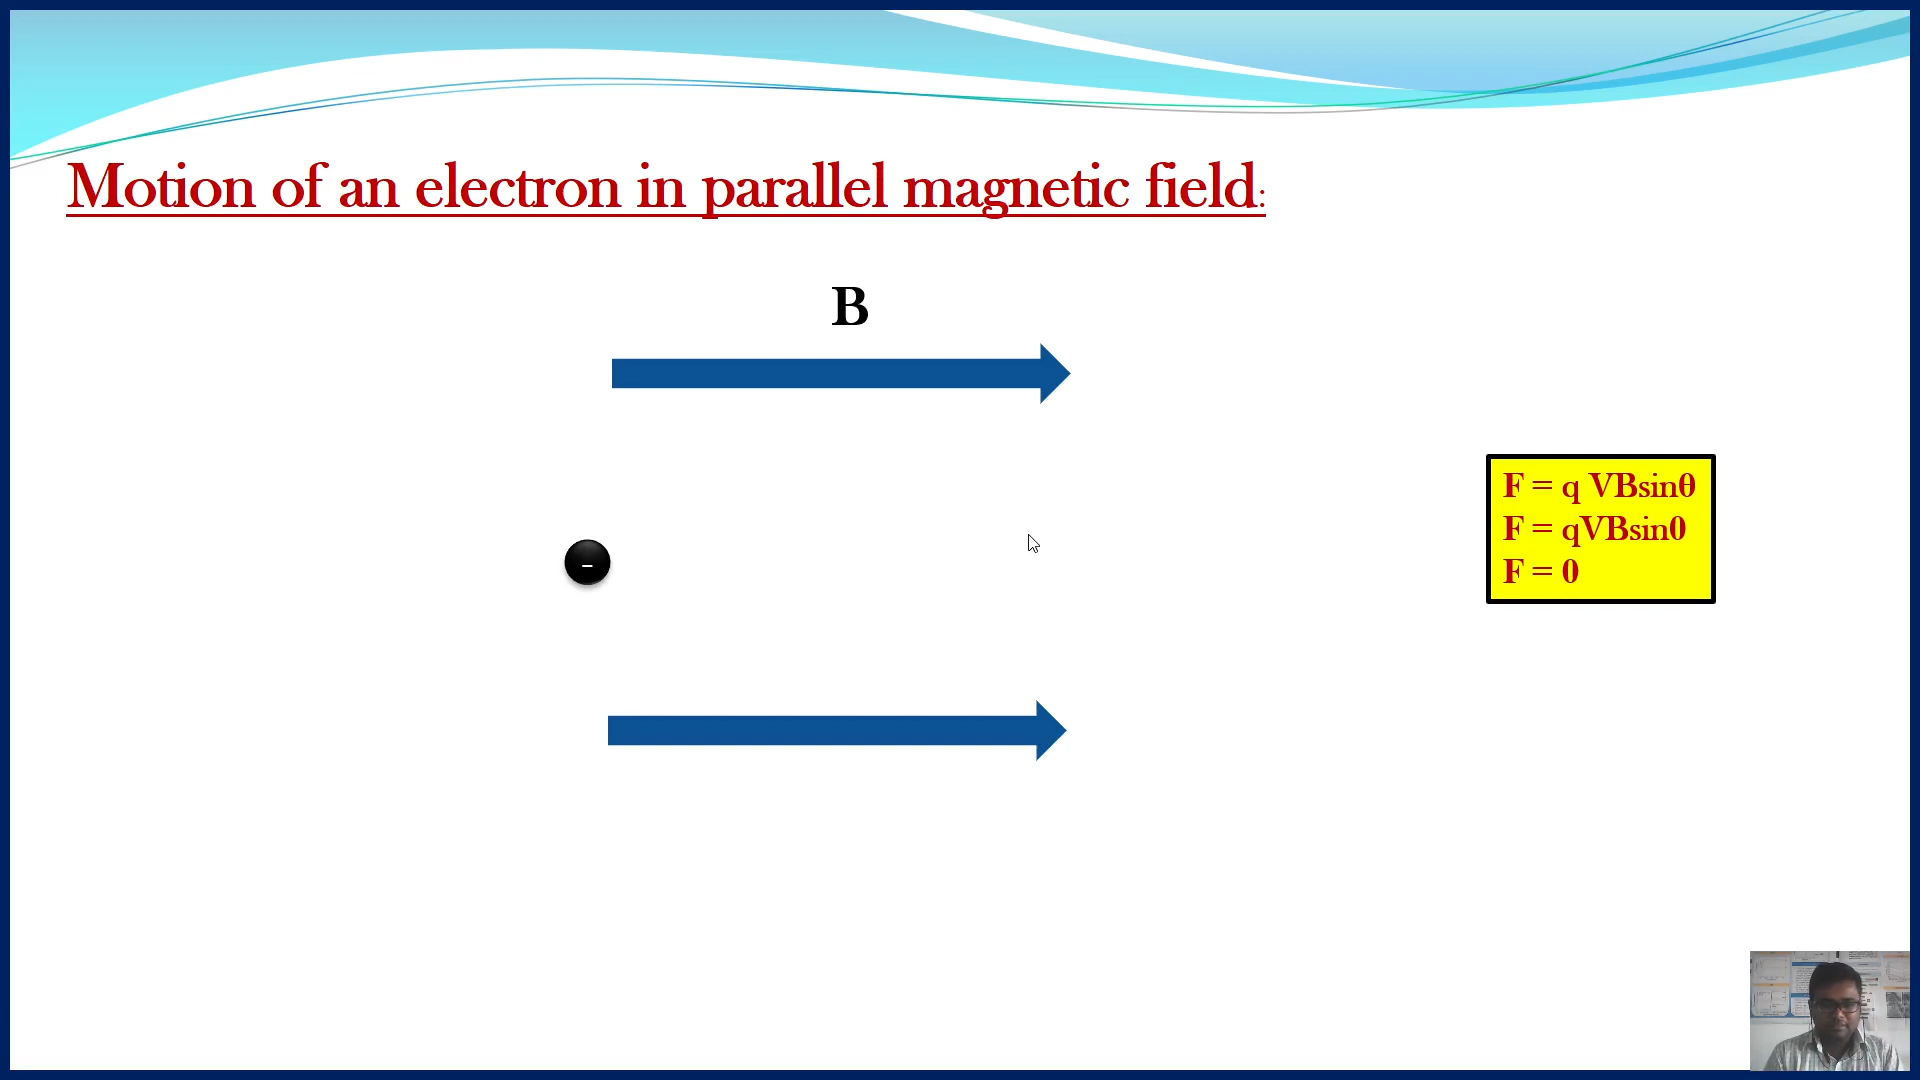 Motion of an electron in parallel magnetic field:
B
F = q VBsinθ
F = qVBsin0
F = 0
-